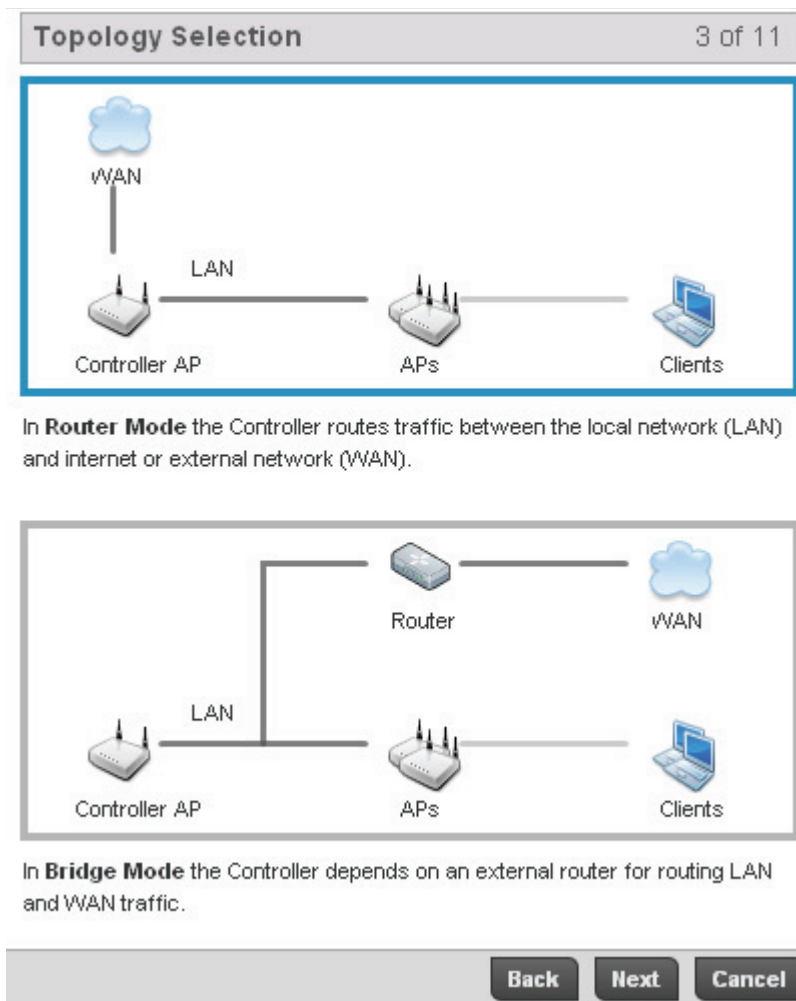 Topology Selection 3 of 11
WAN
LAN
Controller AP APs Clients
In Router Mode the Controller routes traffic between the local network (LAN)
and internet or external network (WAN).
Router WAN
LAN
Controller AP APs Clients
In Bridge Mode the Controller depends on an external router for routing LAN
and WAN traffic.
Back Next Cancel